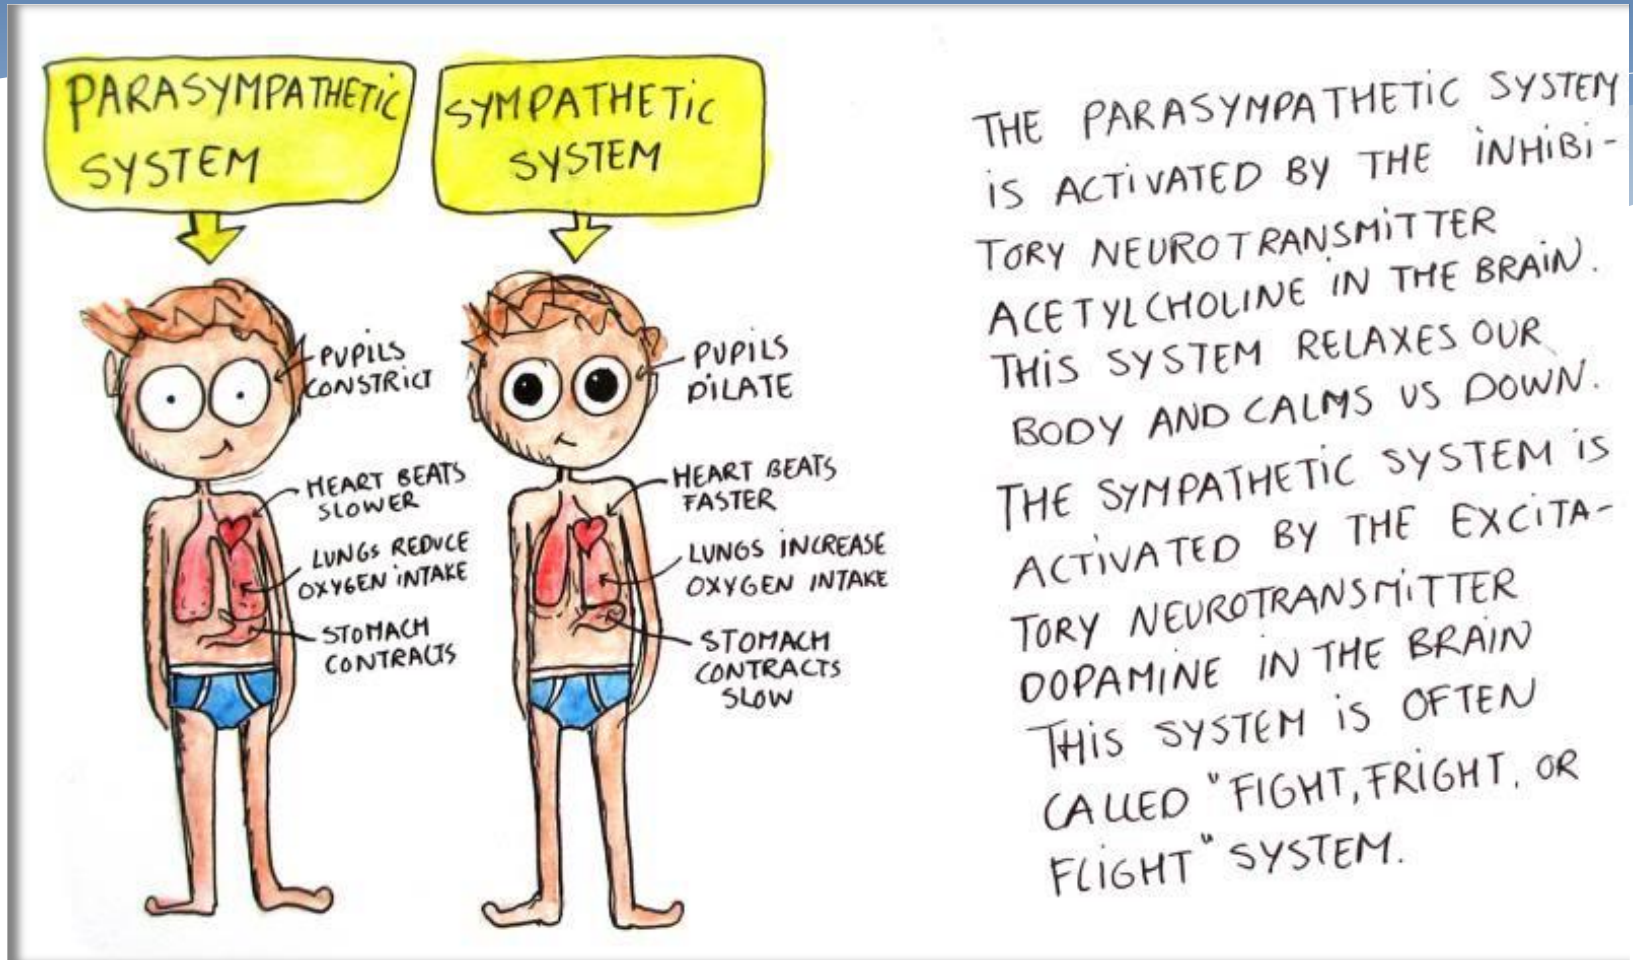 PARASYMPATHETIC
SYSTEM
SYMPATHETIC
SYSTEM
PUPILS
CONSTRICT
HEART BEATS
SLOWER
LUNGS REDUCE
OXYGEN INTAKE
STOMACH
CONTRACTS
PUPILS
DILATE
HEART BEATS
FASTER
LUNGS INCREASE
OXYGEN INTAKE
STOMACH
CONTRACTS
SLOW
THE PARASYMPATHETIC SYSTEM
IS ACTIVATED BY THE INHIBI-
TORY NEUROTRANSMITTER
ACETYLCHOLINE IN THE BRAIN.
THIS SYSTEM RELAXES OUR
BODY AND CALMS US DOWN.
THE SYMPATHETIC SYSTEM IS
ACTIVATED BY THE EXCITA-
TORY NEUROTRANSMITTER
DOPAMINE IN THE BRAIN
THIS SYSTEM IS OFTEN
CALLED "FIGHT, FRIGHT, OR
FLIGHT" SYSTEM.